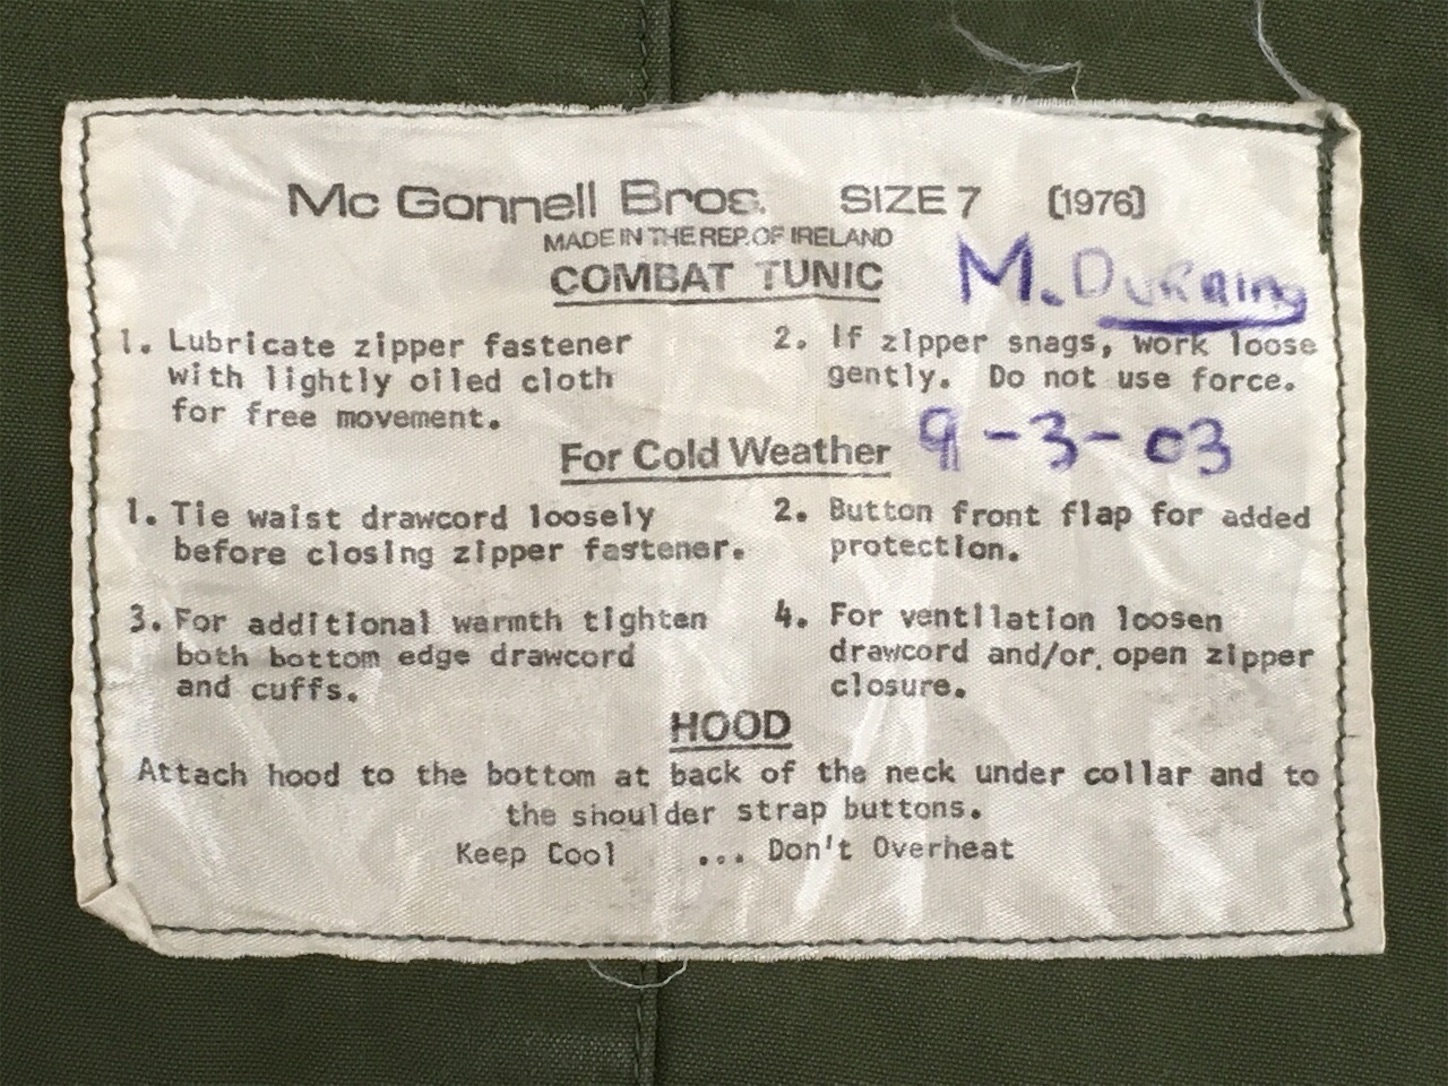 Mc Gonnell Bros. SIZE 7 (1976)
MADE IN THE REP. OF IRELAND
COMBAT TUNIC
M.
1. Lubricate zipper fastener
with lightly oiled cloth
for free movement.
2. If zipper snags, work loose
gently. Do not use force.
For Cold Weather
9-3-03
1. Tie waist drawcord loosely
before closing zipper fastener.
2. Button front flap for added
protection.
3. For additional warmth tighten
both bottom edge drawcord
and cuffs.
4. For ventilation loosen
drawcord and/or. open zipper
closure.
HOOD
Attach hood to the bottom at back of the neck under collar and to
the shoulder strap buttons.
Keep Cool ... Don't Overheat